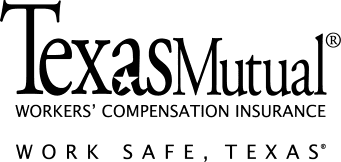 TexasMutual®
WORKERS' COMPENSATION INSURANCE
WORK SAFE, TEXAS®